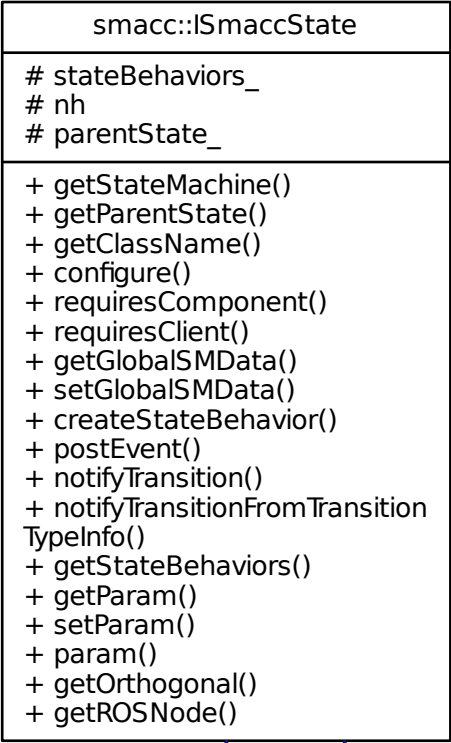 smacc::ISmaccState
# stateBehaviors_
# nh
# parentState_
+ getStateMachine()
+ getParentState()
+ getClassName()
+ configure()
+ requiresComponent()
+ requiresClient()
+ getGlobalSMData()
+ setGlobalSMData()
+ createStateBehavior()
+ postEvent()
+ notifyTransition()
+ notifyTransitionFromTransition
TypeInfo()
+ getStateBehaviors()
+ getParam()
+ setParam()
+ param()
+ getOrthogonal()
+ getROSNode()